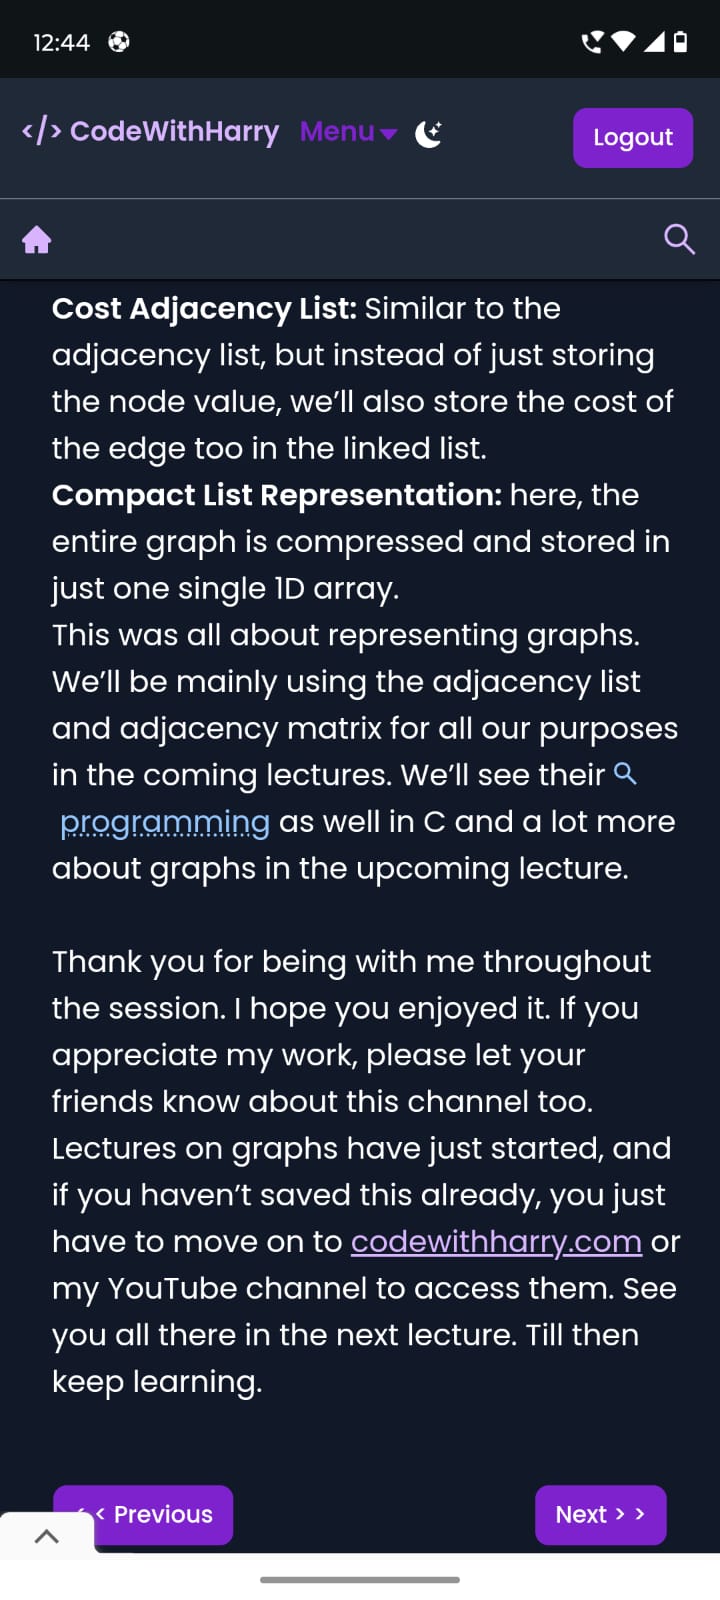 12:44
</> CodeWithHarry Menu Logout
Cost Adjacency List: Similar to the
adjacency list, but instead of just storing
the node value, we’ll also store the cost of
the edge too in the linked list.
Compact List Representation: here, the
entire graph is compressed and stored in
just one single 1D array.
This was all about representing graphs.
We’ll be mainly using the adjacency list
and adjacency matrix for all our purposes
in the coming lectures. We’ll see their
programming as well in C and a lot more
about graphs in the upcoming lecture.
Thank you for being with me throughout
the session. I hope you enjoyed it. If you
appreciate my work, please let your
friends know about this channel too.
Lectures on graphs have just started, and
if you haven’t saved this already, you just
have to move on to codewithharry.com or
my YouTube channel to access them. See
you all there in the next lecture. Till then
keep learning.
< < Previous Next > >